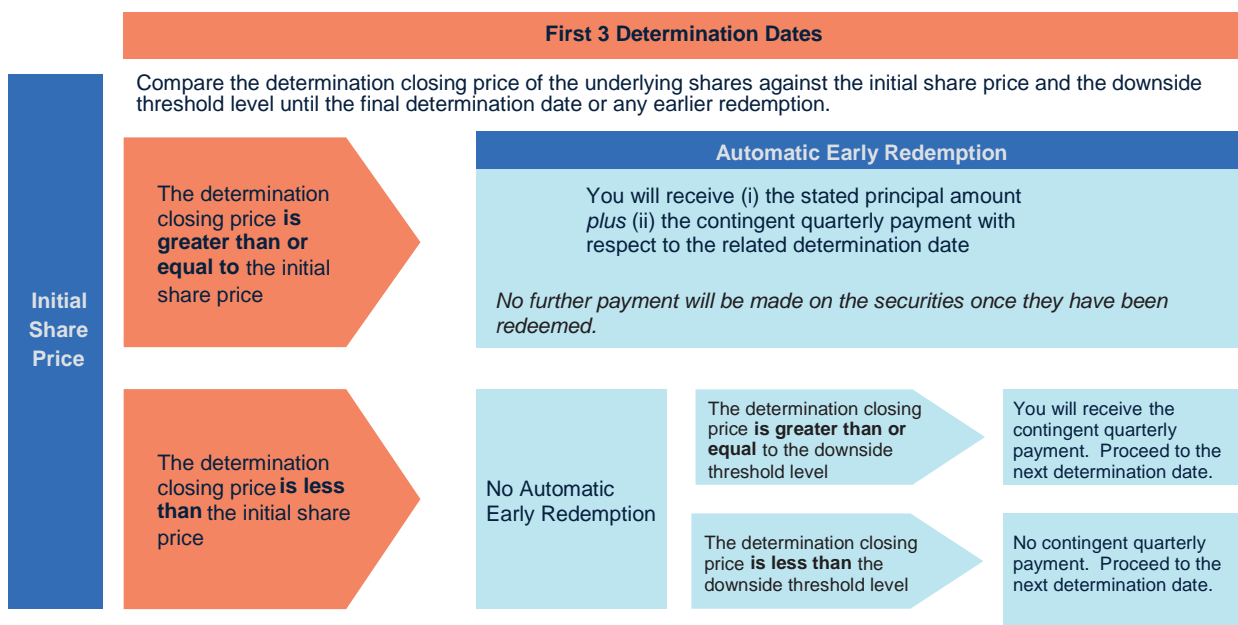 First 3 Determination Dates
Compare the determination closing price of the underlying shares against the initial share price and the downside
threshold level until the final determination date or any earlier redemption.
Initial
Share
Price
The determination
closing price is
greater than or
equal to the initial
share price
Automatic Early Redemption
You will receive (i) the stated principal amount
plus (ii) the contingent quarterly payment with
respect to the related determination date
No further payment will be made on the securities once they have been
redeemed.
The determination
closing price is less
than the initial share
price
No Automatic
Early Redemption
The determination closing
price is greater than or
equal to the downside
threshold level
You will receive the
contingent quarterly
payment. Proceed to the
next determination date.
The determination closing
price is less than the
downside threshold level
No contingent quarterly
payment. Proceed to the
next determination date.